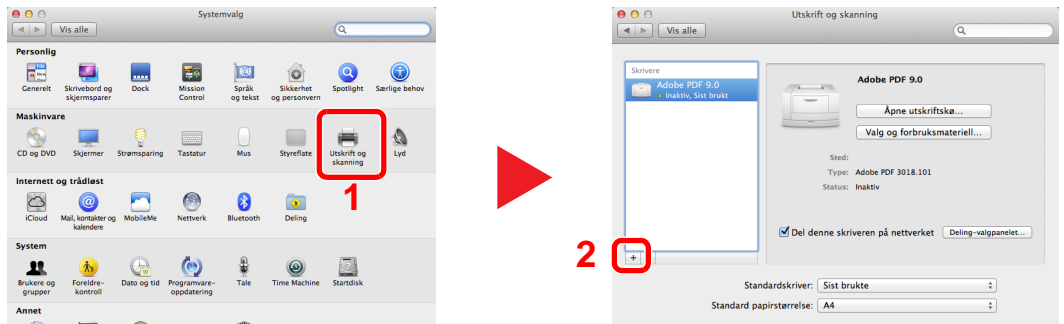 Systemvalg
Vis alle
Personlig
Generelt
Skrivebord og
skjermsparer
Dock
Mission
Control
Språk
og tekst
Sikkerhet
og personvern
Spotlight
Særlige behov
Maskinvare
CD og DVD
Skjermer
Strømsparing
Tastatur
Mus
Styreflate
Utskrift og
skanning
Lyd
1
Internett og trådløst
iCloud
Mail, kontakter og
kalendere
MobileMe
Nettverk
Bluetooth
Deling
System
Brukere og
grupper
Foreldre-
kontroll
Dato og tid
Programvare-
oppdatering
Tale
Time Machine
Startdisk
Annet
Utskrift og skanning
Vis alle
Skrivere
Adobe PDF 9.0
Inaktiv, Sist brukt
2
+
Adobe PDF 9.0
Åpne utskriftskø...
Valg og forbruksmateriell...
Sted:
Type: Adobe PDF 3018.101
Status: Inaktiv
Del denne skriveren på nettverket
Deling-valgpanelet...
Standardskriver: Sist brukte
Standard papirstørrelse: A4